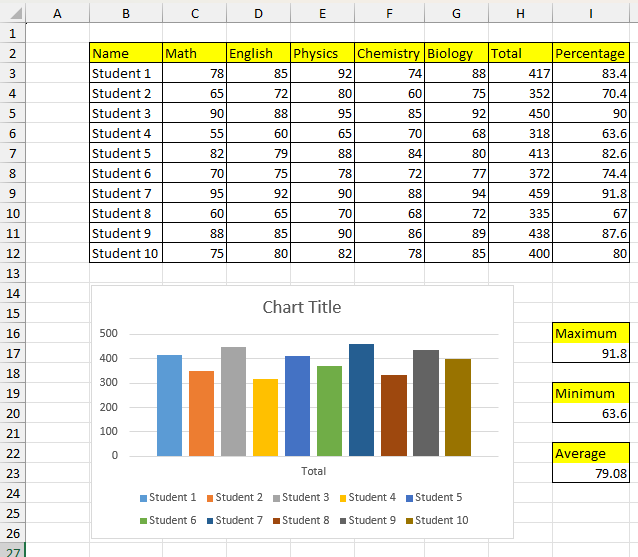 A B C D E F G H I
1
2 Name Math English Physics Chemistry Biology Total Percentage
3 Student 1 78 85 92 74 88 417 83.4
4 Student 2 65 72 80 60 75 352 70.4
5 Student 3 90 88 95 85 92 450 90
6 Student 4 55 60 65 70 68 318 63.6
7 Student 5 82 79 88 84 80 413 82.6
8 Student 6 70 75 78 72 77 372 74.4
9 Student 7 95 92 90 88 94 459 91.8
10 Student 8 60 65 70 68 72 335 67
11 Student 9 88 85 90 86 89 438 87.6
12 Student 10 75 80 82 78 85 400 80
13
14
15 Chart Title
16 500 Maximum
17 400 91.8
18 300
19 200 Minimum
20 100 63.6
21 0
22 Total Average
23 79.08
24 Student 1 Student 2 Student 3 Student 4 Student 5
25 Student 6 Student 7 Student 8 Student 9 Student 10
26
27